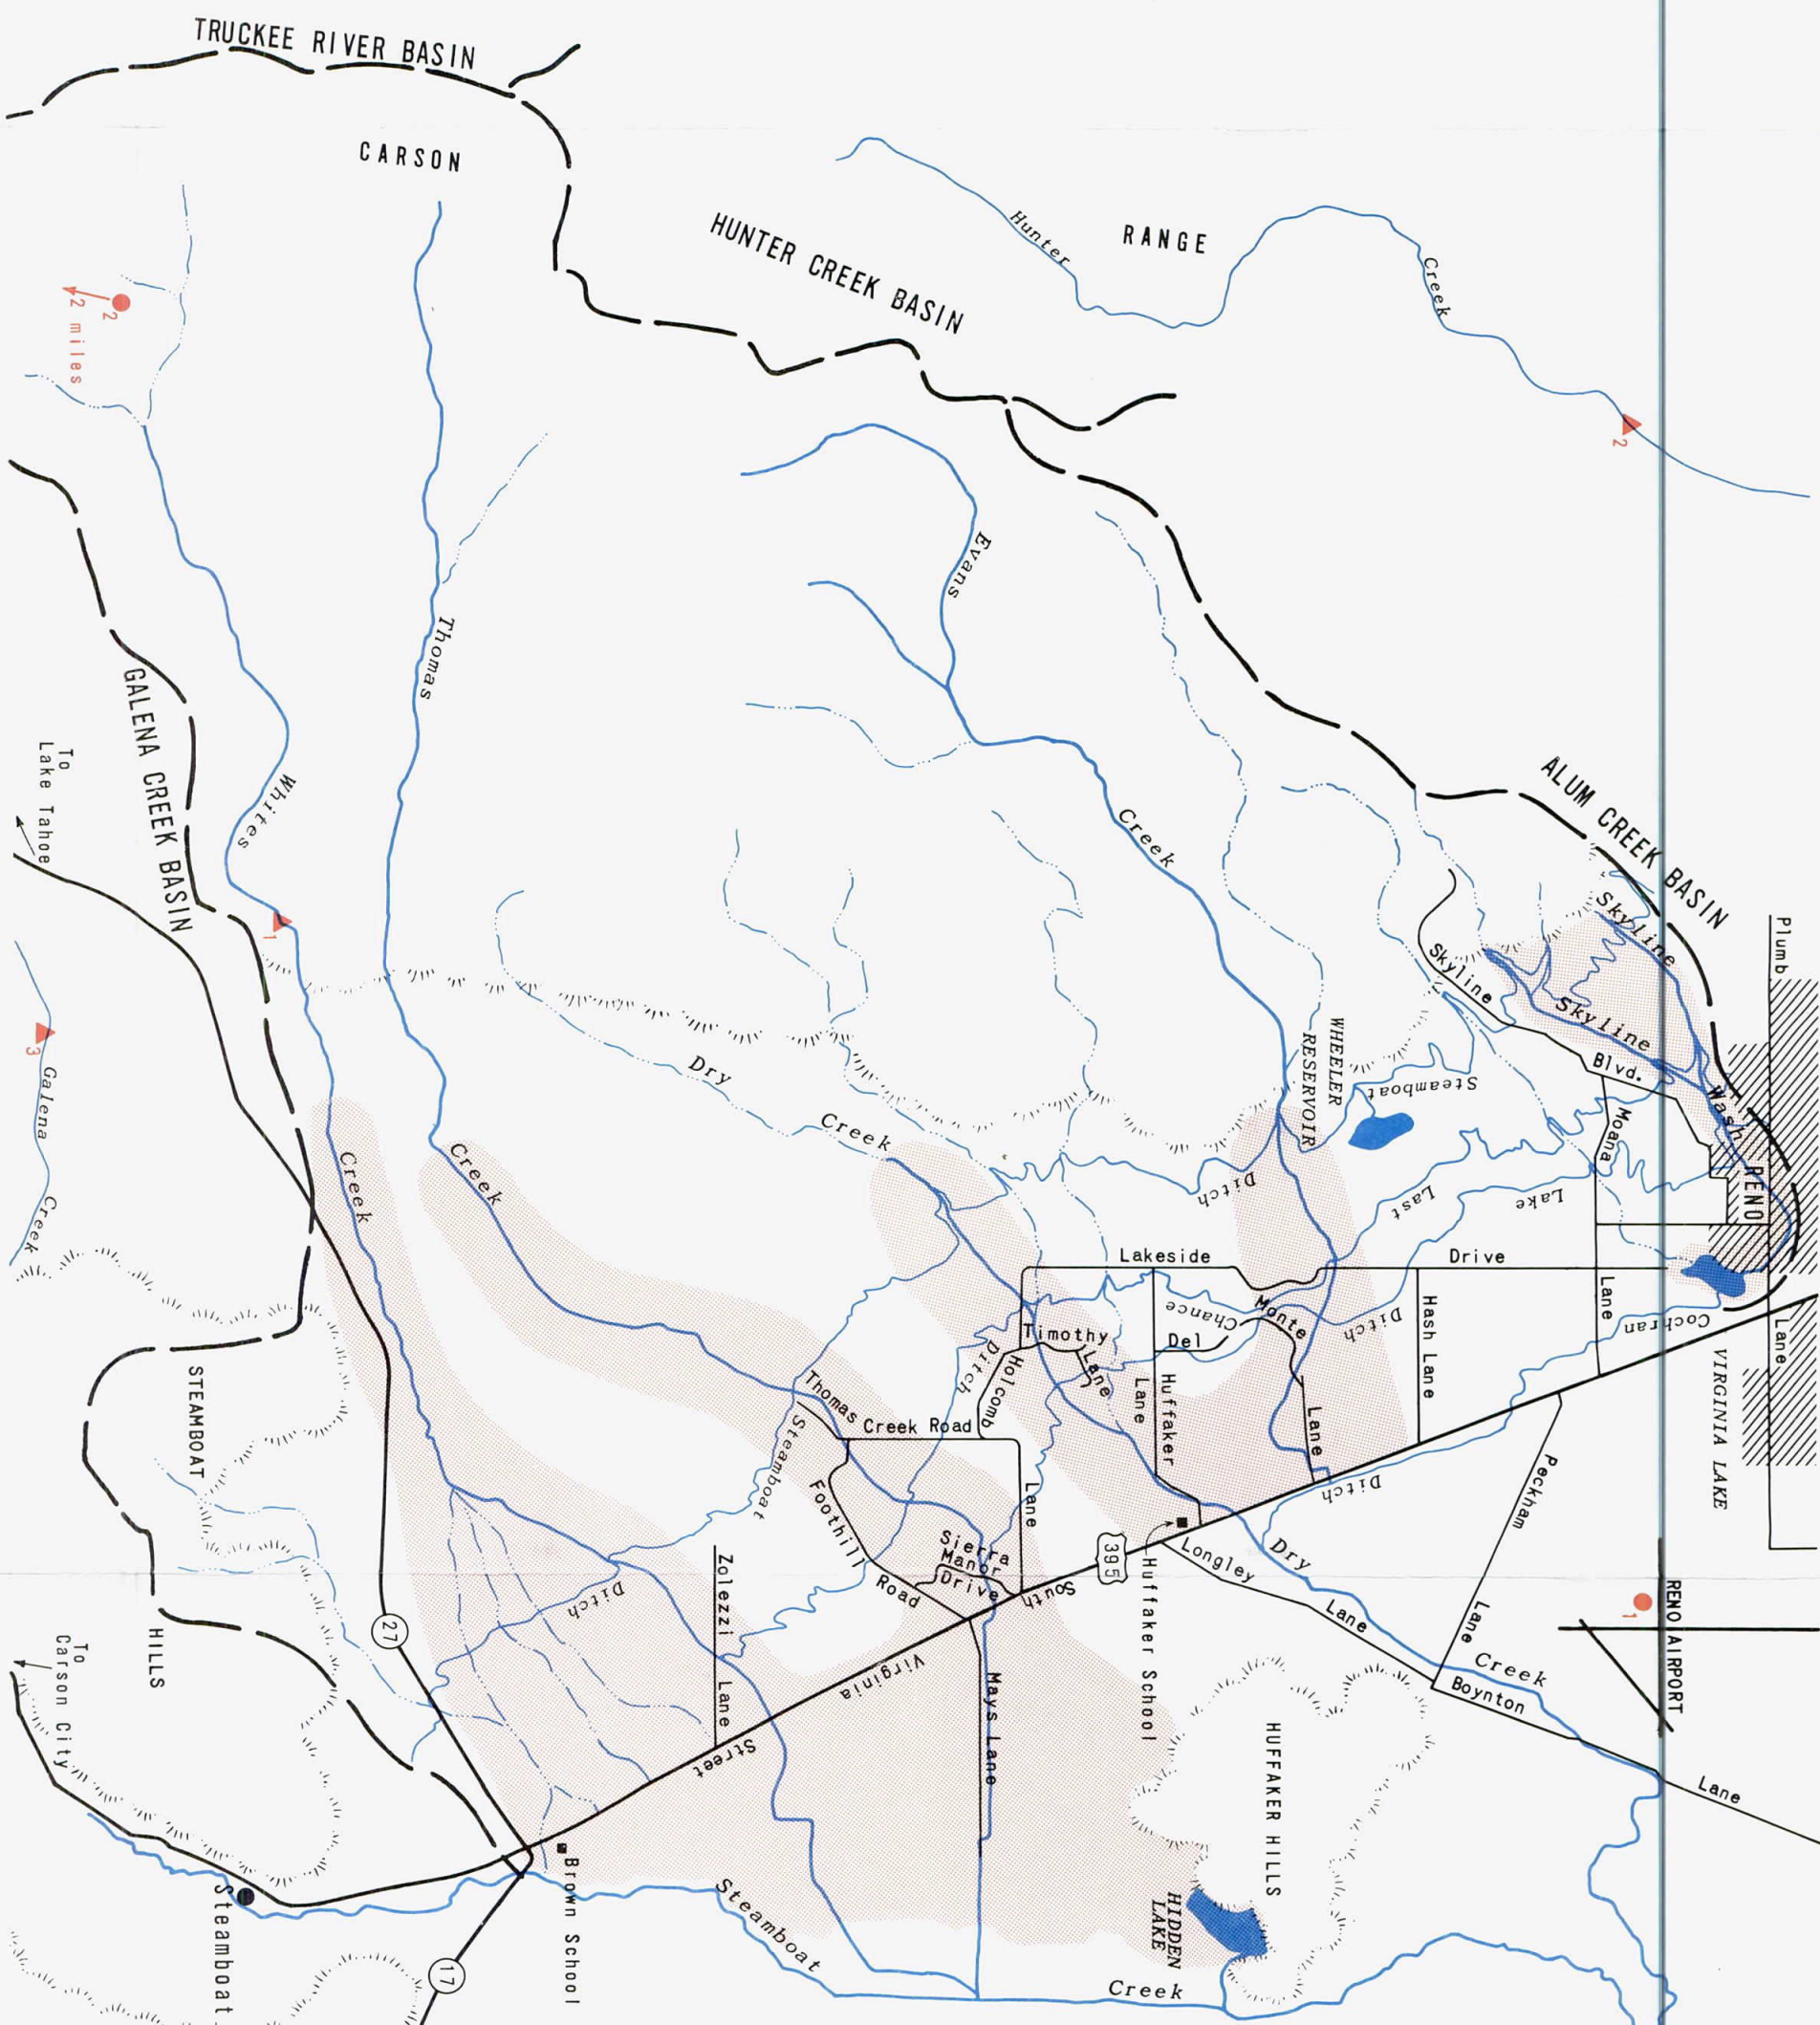 TRUCKEE RIVER BASIN
CARSON
RANGE
HUNTER CREEK BASIN
Hunter
Creek
2
2
2 miles
Evans
Creek
Thomas
Creek
Whites
Creek
GALENA CREEK BASIN
To
Lake Tahoe
1
3
Galena
Creek
ALUM CREEK BASIN
Plumb
Lane
Skyline
Skyline
Wash
Skyline
Blvd.
Moana
Lane
RENO
WHEELER
RESERVOIR
Steamboat
Ditch
Dry
Creek
Last
Chance
Ditch
Lake
Ditch
Cochran
Ditch
VIRGINIA LAKE
Lakeside
Drive
Hash Lane
Del
Monte
Lane
Timothy
Lane
Holcomb
Lane
Huffaker
Lane
Thomas
Creek Road
Foothill
Road
Steamboat
Ditch
Sierra
Manor
Drive
South
Virginia
Street
395
Huffaker School
Longley
Lane
Dry
Creek
Peckham
Lane
Boynton
Lane
1
RENO AIRPORT
HUFFAKER HILLS
HIDDEN
LAKE
Mays Lane
Zolezzi
Lane
STEAMBOAT
HILLS
27
17
To
Carson City
Brown School
Steamboat
Steamboat
Creek